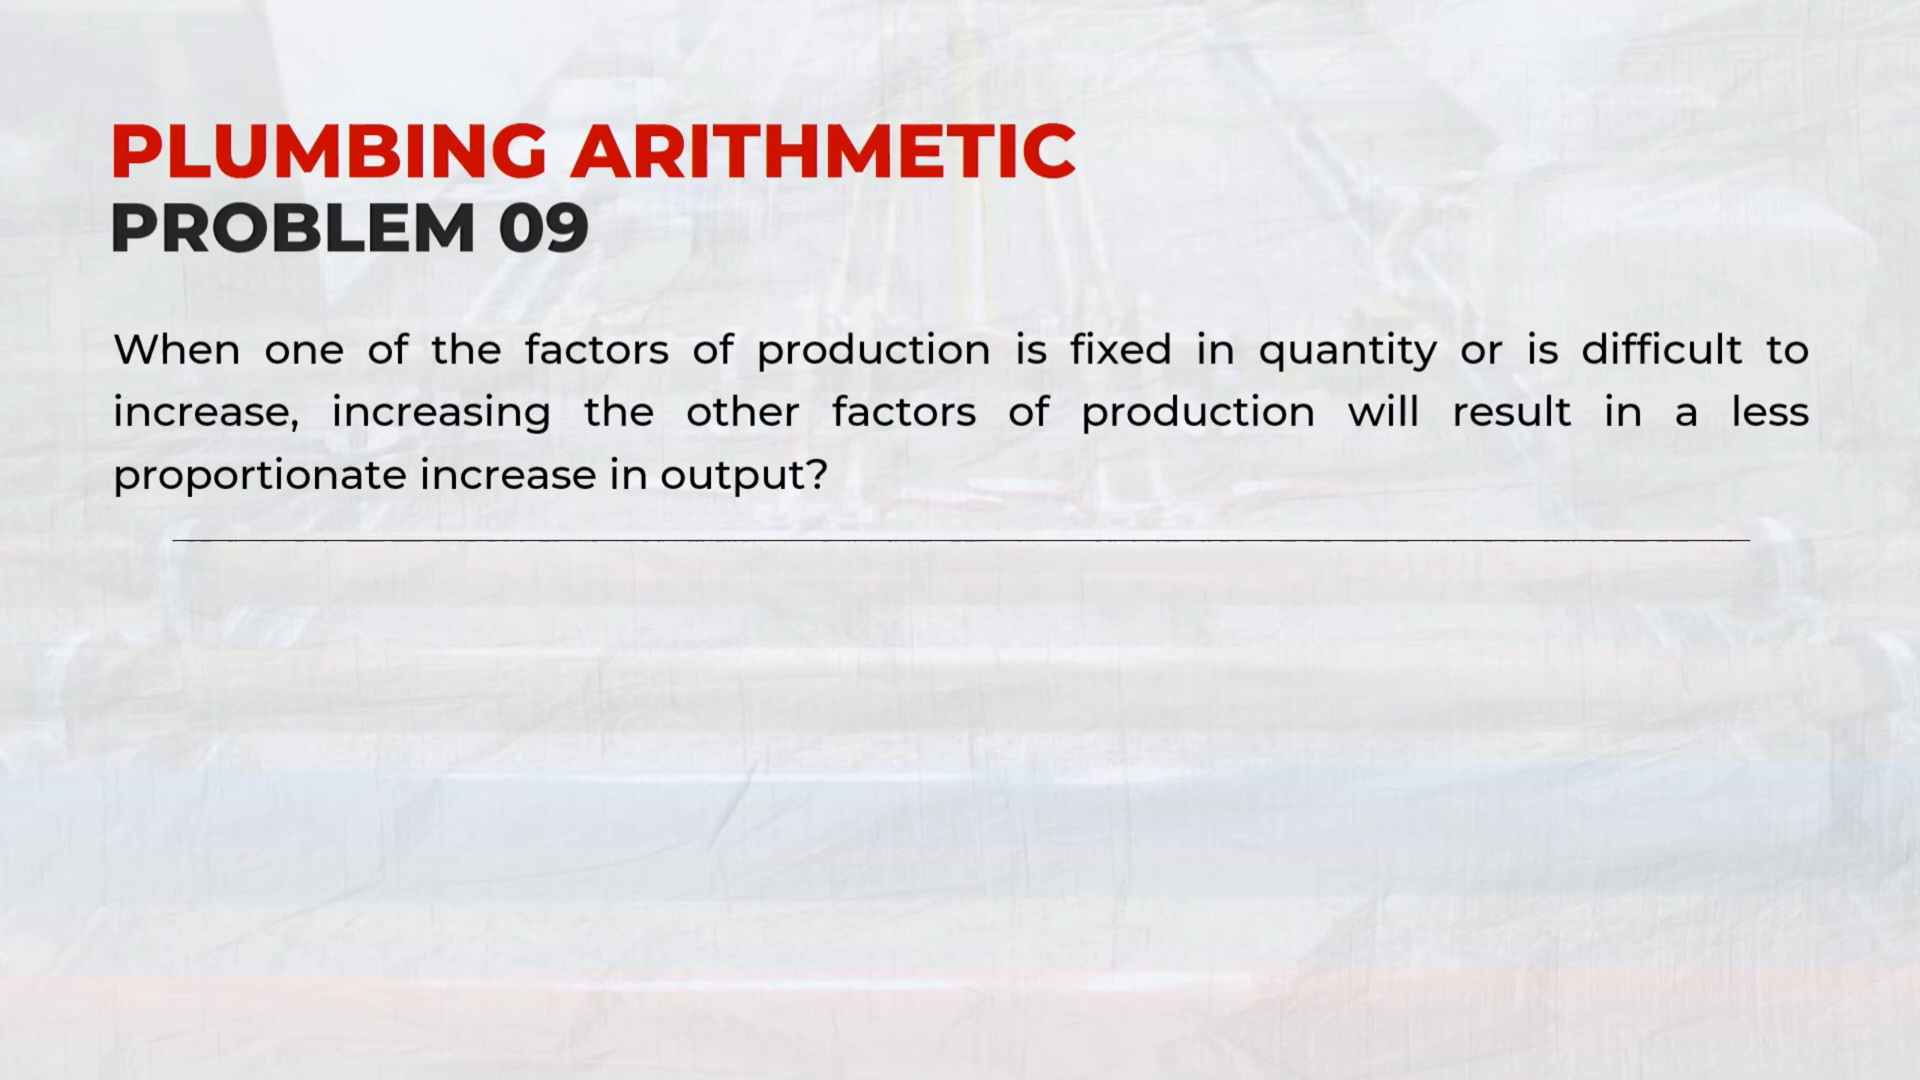 PLUMBING ARITHMETIC
PROBLEM 09
When one of the factors of production is fixed in quantity or is difficult to
increase, increasing the other factors of production will result in a less
proportionate increase in output?